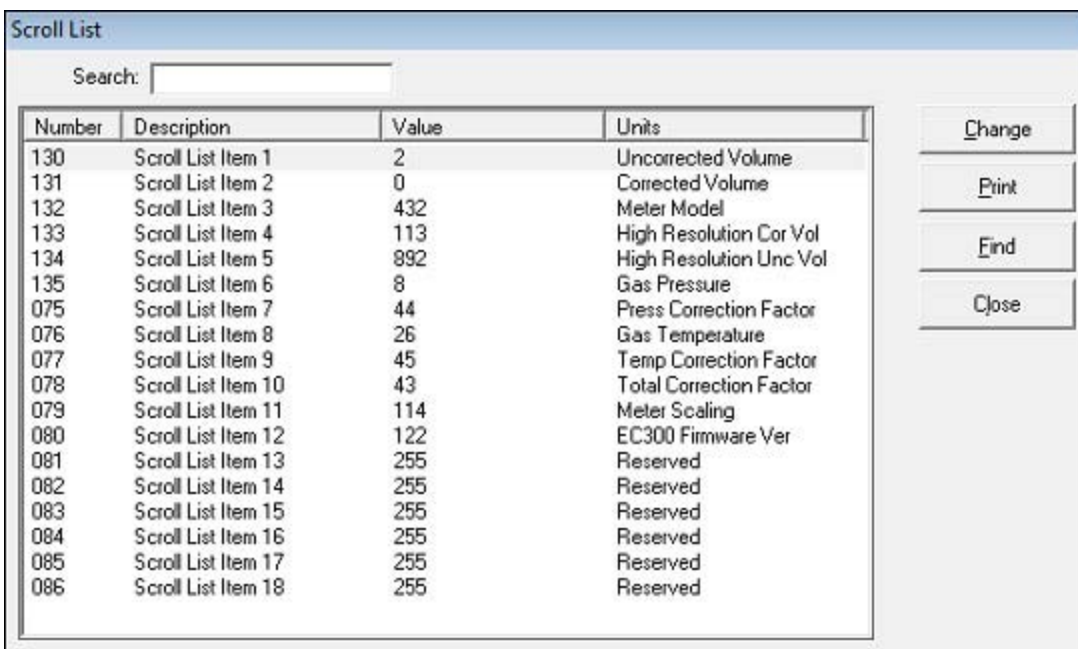 Scroll List
Search:
Number Description Value Units
130 Scroll List Item 1 2 Uncorrected Volume
131 Scroll List Item 2 0 Corrected Volume
132 Scroll List Item 3 432 Meter Model
133 Scroll List Item 4 113 High Resolution Cor Vol
134 Scroll List Item 5 892 High Resolution Unc Vol
135 Scroll List Item 6 8 Gas Pressure
075 Scroll List Item 7 44 Press Correction Factor
076 Scroll List Item 8 26 Gas Temperature
077 Scroll List Item 9 45 Temp Correction Factor
078 Scroll List Item 10 43 Total Correction Factor
079 Scroll List Item 11 114 Meter Scaling
080 Scroll List Item 12 122 EC300 Firmware Ver
081 Scroll List Item 13 255 Reserved
082 Scroll List Item 14 255 Reserved
083 Scroll List Item 15 255 Reserved
084 Scroll List Item 16 255 Reserved
085 Scroll List Item 17 255 Reserved
086 Scroll List Item 18 255 Reserved
Change
Print
Find
Close